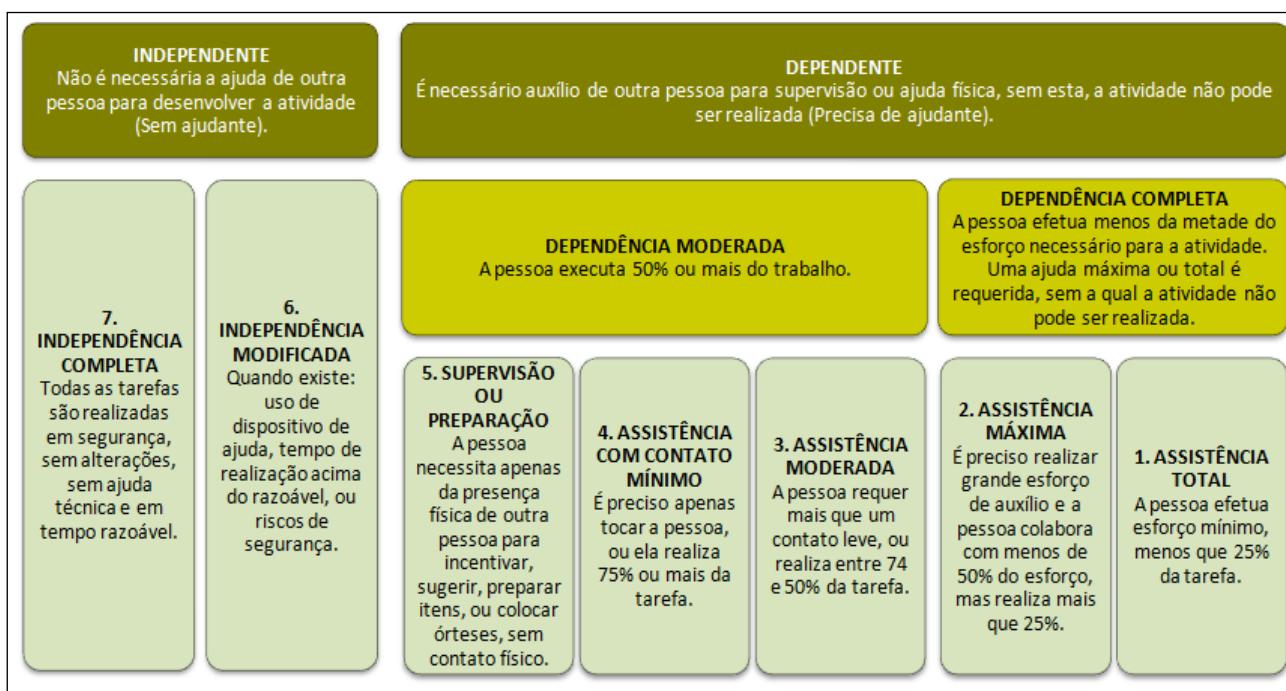 INDEPENDENTE
Não é necessária a ajuda de outra
pessoa para desenvolver a atividade
(Sem ajudante).
DEPENDENTE
É necessário auxílio de outra pessoa para supervisão ou ajuda física, sem esta, a atividade não pode
ser realizada (Precisa de ajudante).
7.
INDEPENDÊNCIA
COMPLETA
Todas as tarefas
são realizadas
em segurança,
sem alterações,
sem ajuda
técnica e em
tempo razoável.
6.
INDEPENDÊNCIA
MODIFICADA
Quando existe:
uso de
dispositivo de
ajuda, tempo de
realização acima
do razoável, ou
riscos de
segurança.
DEPENDÊNCIA MODERADA
A pessoa executa 50% ou mais do trabalho.
DEPENDÊNCIA COMPLETA
A pessoa efetua menos da metade do
esforço necessário para a atividade.
Uma ajuda máxima ou total é
requerida, sem a qual a atividade não
pode ser realizada.
5. SUPERVISÃO
OU
PREPARAÇÃO
A pessoa
necessita apenas
da presença
física de outra
pessoa para
incentivar,
sugerir, preparar
itens, ou colocar
órteses, sem
contato físico.
4. ASSISTÊNCIA
COM CONTATO
MÍNIMO
É preciso apenas
tocar a pessoa,
ou ela realiza
75% ou mais da
tarefa.
3. ASSISTÊNCIA
MODERADA
A pessoa requer
mais que um
contato leve, ou
realiza entre 74
e 50% da tarefa.
2. ASSISTÊNCIA
MÁXIMA
É preciso realizar
grande esforço
de auxílio e a
pessoa colabora
com menos de
50% do esforço,
mas realiza mais
que 25%.
1. ASSISTÊNCIA
TOTAL
A pessoa efetua
esforço mínimo,
menos que 25%
da tarefa.